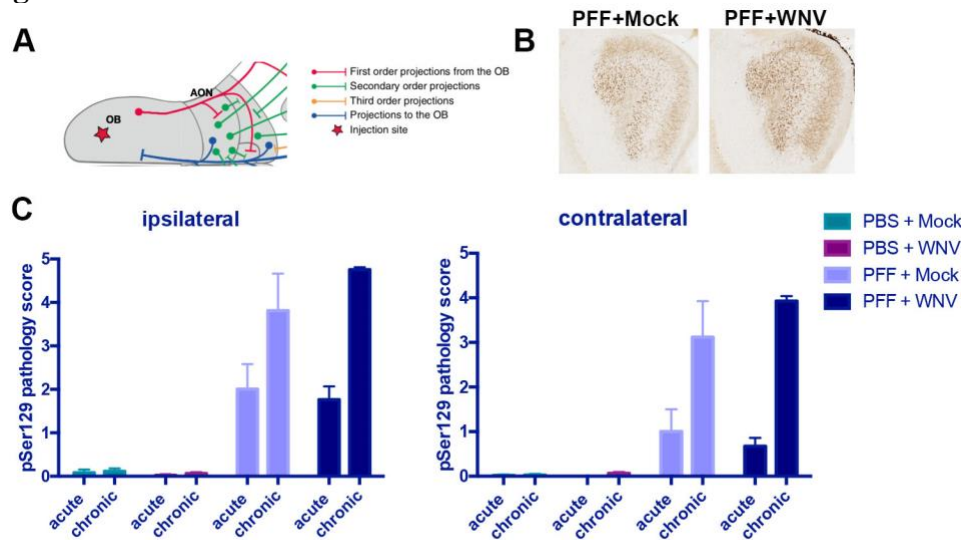 A
OB
AON
First order projections from the OB
Secondary order projections
Third order projections
Projections to the OB
Injection site
B
PFF+Mock
PFF+WNV
C
ipsilateral
pSer129 pathology score
5
4
3
2
1
0
acute
chronic
acute
chronic
acute
chronic
acute
chronic
contralateral
pSer129 pathology score
5
4
3
2
1
0
acute
chronic
acute
chronic
acute
chronic
acute
chronic
PBS + Mock
PBS + WNV
PFF + Mock
PFF + WNV